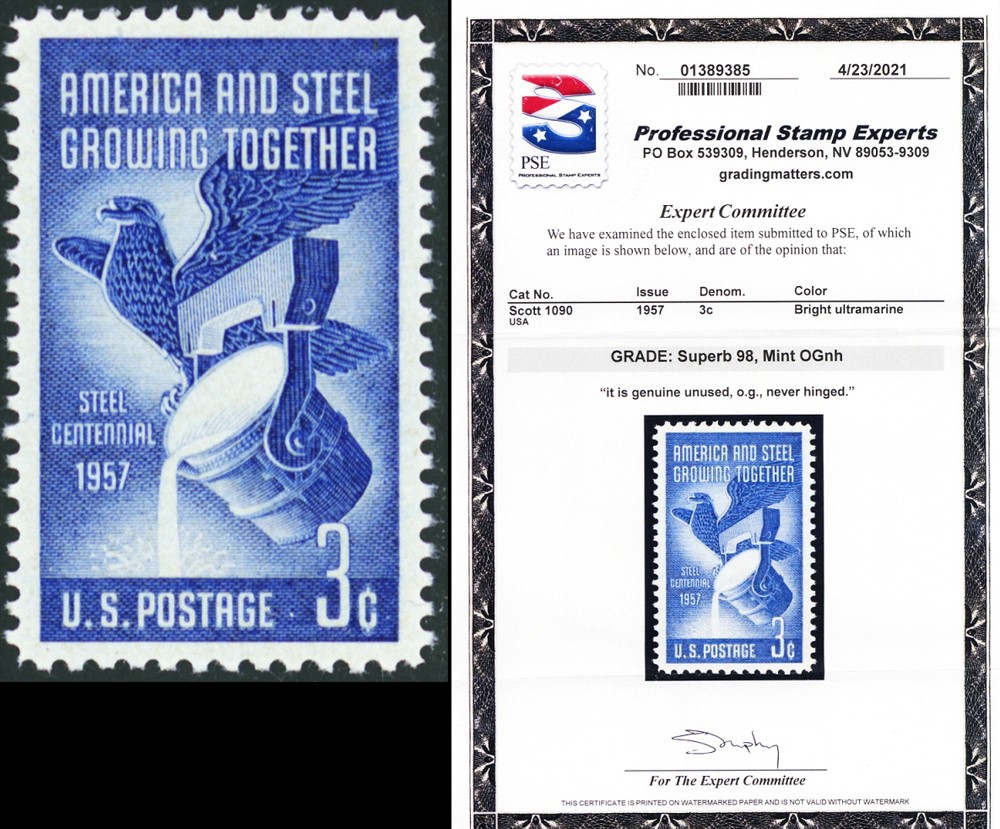 AMERICA AND STEEL
GROWING TOGETHER
STEEL
CENTENNIAL
1957
3¢
U.S. POSTAGE
PSE
PROFESSIONAL STAMP EXPERTS
No. 01389385 4/23/2021
Professional Stamp Experts
PO Box 539309, Henderson, NV 89053-9309
gradingmatters.com
Expert Committee
We have examined the enclosed item submitted to PSE, of which
an image is shown below, and are of the opinion that:
Cat No. Issue Denom. Color
Scott 1090 1957 3c Bright ultramarine
USA
GRADE: Superb 98, Mint OGnh
“it is genuine unused, o.g., never hinged.”
AMERICA AND STEEL
GROWING TOGETHER
STEEL
CENTENNIAL
1957
3¢
U.S. POSTAGE
For The Expert Committee
THIS CERTIFICATE IS PRINTED ON WATERMARKED PAPER AND IS NOT VALID WITHOUT WATERMARK